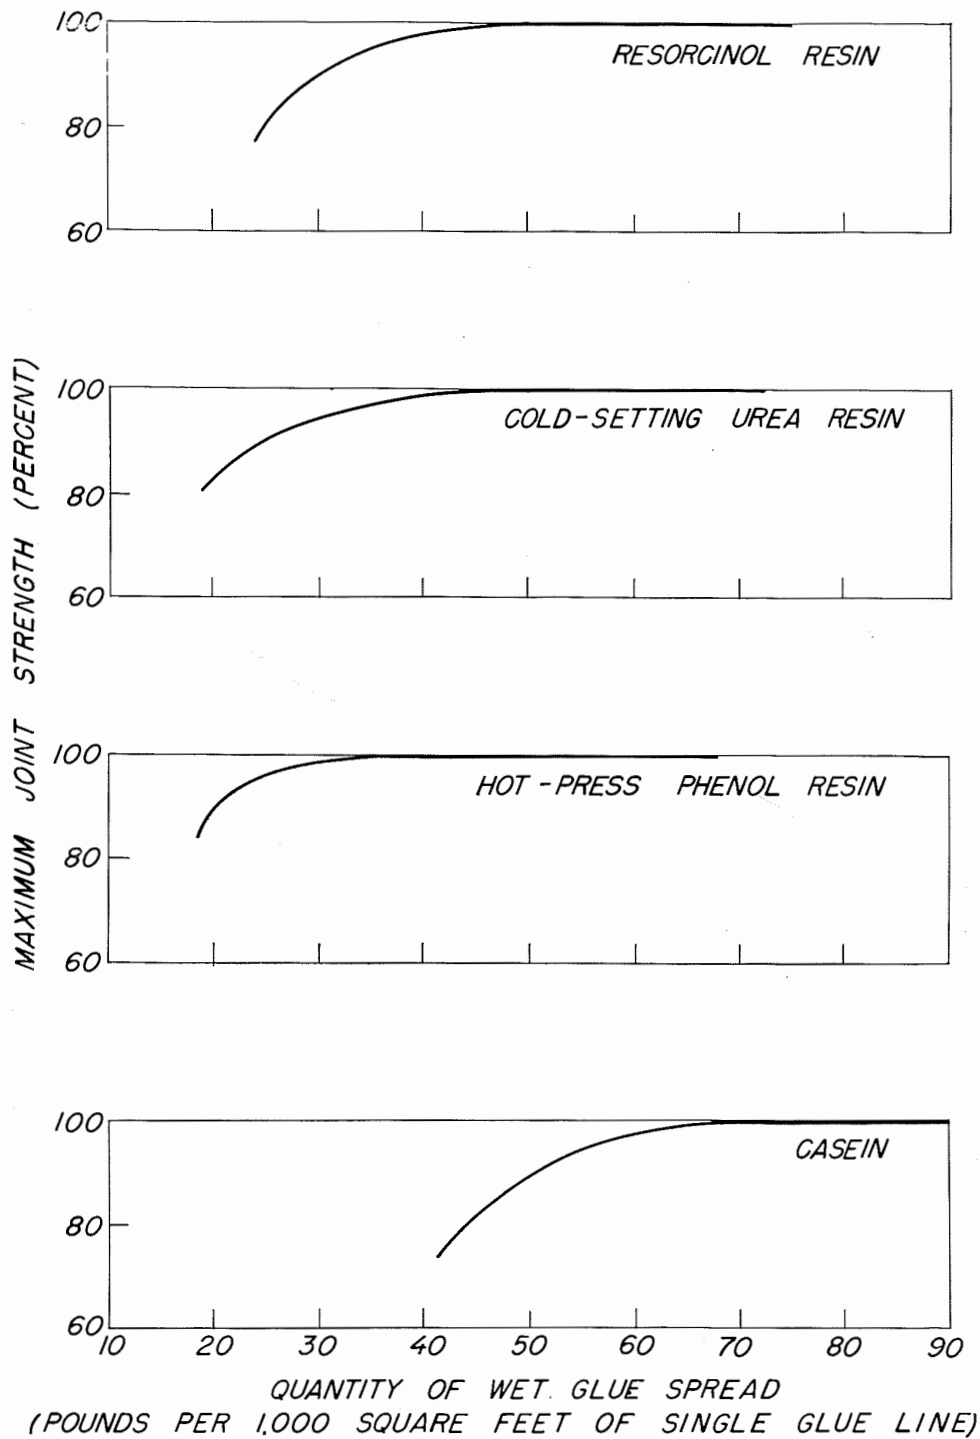 100
RESORCINOL RESIN
80
60
100
COLD-SETTING UREA RESIN
80
60
100
HOT-PRESS PHENOL RESIN
80
60
100
CASEIN
80
60
10 20 30 40 50 60 70 80 90
MAXIMUM JOINT STRENGTH (PERCENT)
QUANTITY OF WET GLUE SPREAD
(POUNDS PER 1,000 SQUARE FEET OF SINGLE GLUE LINE)